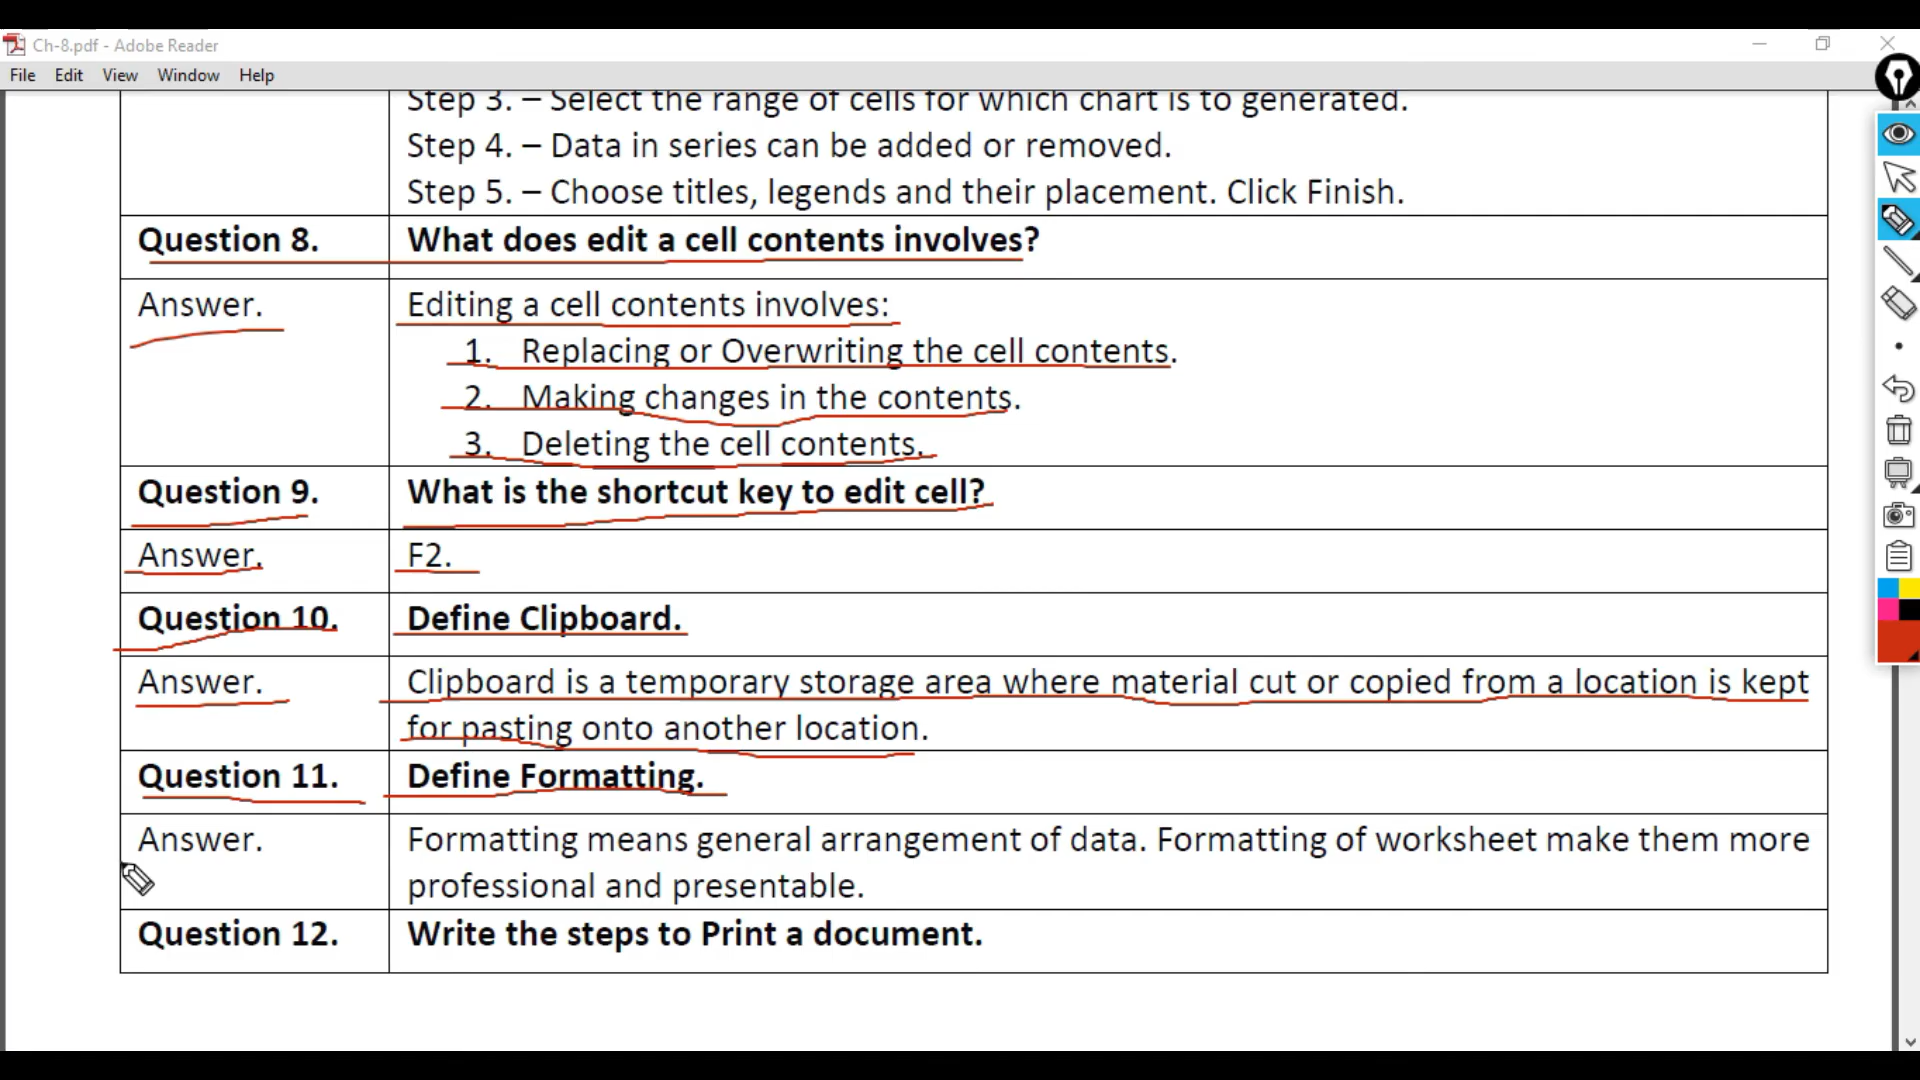 Ch-8.pdf - Adobe Reader
File Edit View Window Help
Step 3. – Select the range of cells for which chart is to generated.
Step 4. – Data in series can be added or removed.
Step 5. – Choose titles, legends and their placement. Click Finish.
Question 8. What does edit a cell contents involves?
Answer. Editing a cell contents involves:
1. Replacing or Overwriting the cell contents.
2. Making changes in the contents.
3. Deleting the cell contents.
Question 9. What is the shortcut key to edit cell?
Answer. F2.
Question 10. Define Clipboard.
Answer. Clipboard is a temporary storage area where material cut or copied from a location is kept
for pasting onto another location.
Question 11. Define Formatting.
Answer. Formatting means general arrangement of data. Formatting of worksheet make them more
professional and presentable.
Question 12. Write the steps to Print a document.